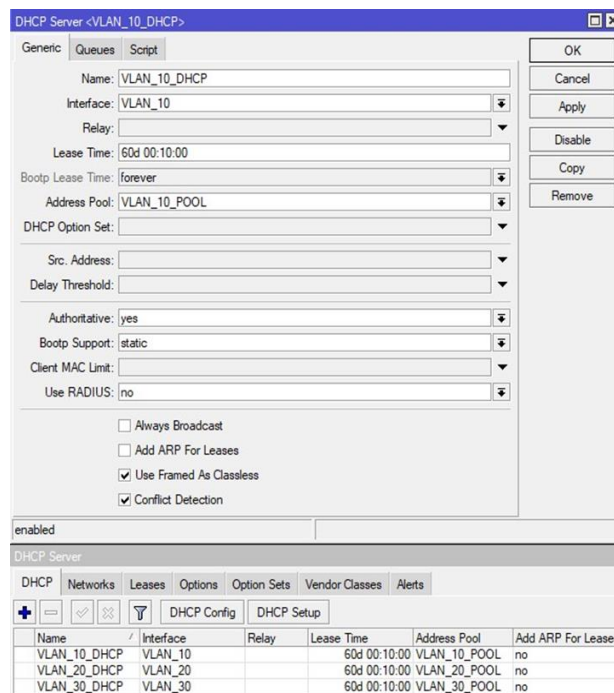 DHCP Server <VLAN_10_DHCP>
Generic Queues Script
OK
Name: VLAN_10_DHCP
Cancel
Interface: VLAN_10
Apply
Relay:
Disable
Lease Time: 60d 00:10:00
Bootp Lease Time: forever
Copy
Address Pool: VLAN_10_POOL
Remove
DHCP Option Set:
Src. Address:
Delay Threshold:
Authoritative: yes
Bootp Support: static
Client MAC Limit:
Use RADIUS: no
Always Broadcast
Add ARP For Leases
Use Framed As Classless
Conflict Detection
enabled
DHCP Server
DHCP Networks Leases Options Option Sets Vendor Classes Alerts
DHCP Config DHCP Setup
Name / Interface Relay Lease Time Address Pool Add ARP For Lease
VLAN_10_DHCP VLAN_10 60d 00:10:00 VLAN_10_POOL no
VLAN_20_DHCP VLAN_20 60d 00:10:00 VLAN_20_POOL no
VLAN_30_DHCP VLAN_30 60d 00:10:00 VLAN_30_POOL no